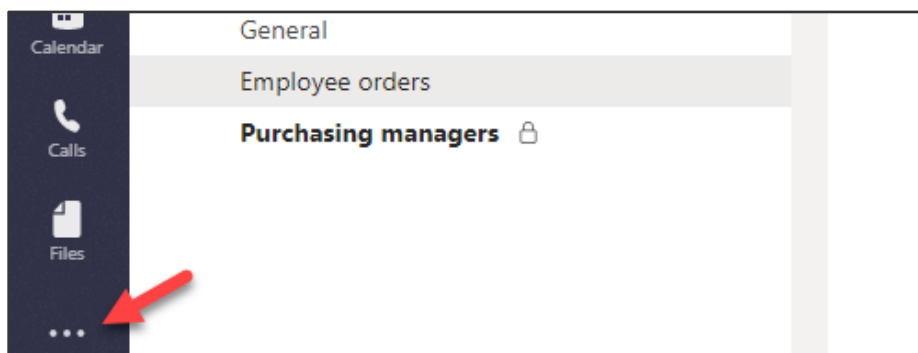 Calendar
General
Employee orders
Purchasing managers
Calls
Files
...